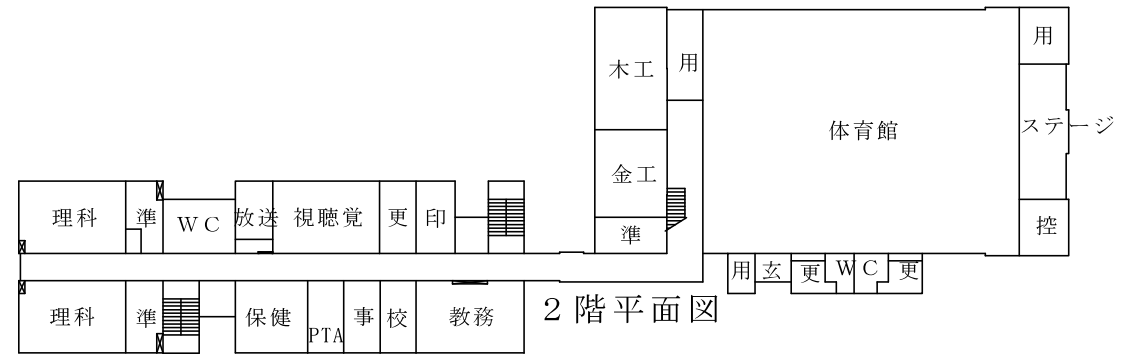 用
木工
用
体育館
ステージ
金工
理科
準
WC
放送
視聴覚
更
印
準
控
用
玄
更
WC
更
理科
準
保健
PTA
事
校
教務
2階平面図